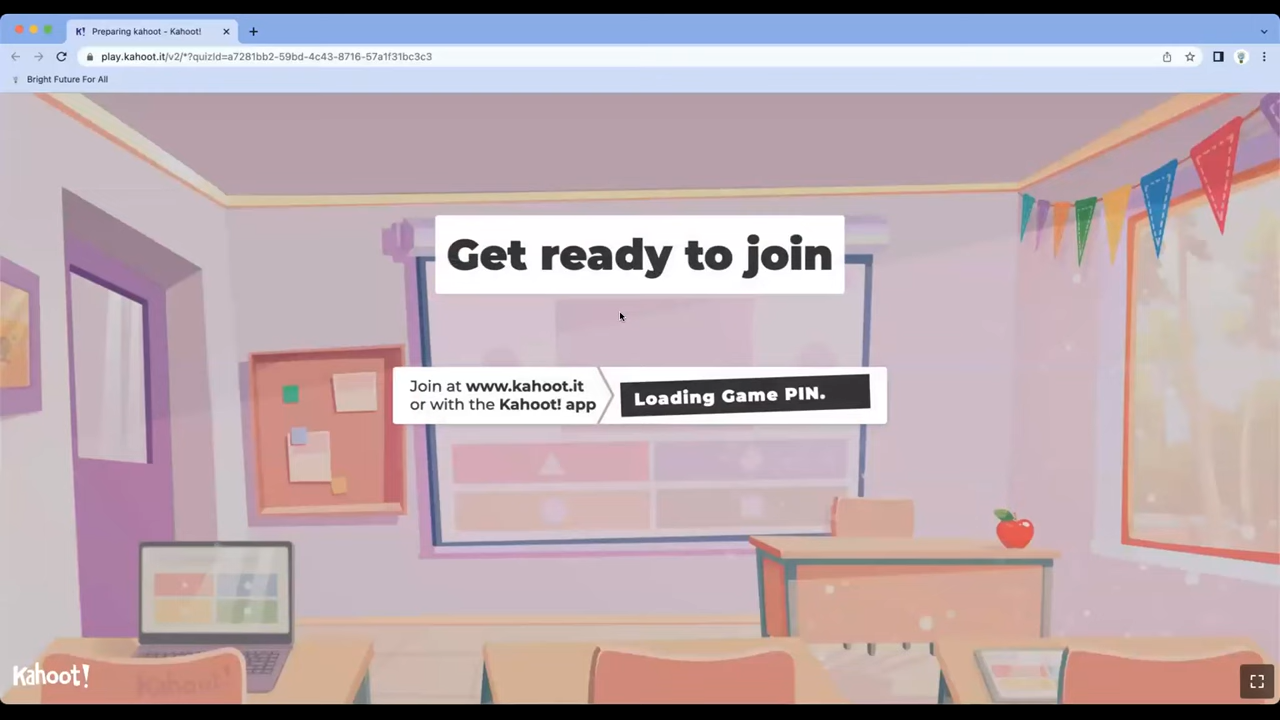 Preparing kahoot - Kahoot!
play.kahoot.it/v2/*?quizId=a7281bb2-59bd-4c43-8716-57a1f31bc3c3
Bright Future For All
Get ready to join
Join at www.kahoot.it
or with the Kahoot! app
Loading Game PIN.
Kahoot!